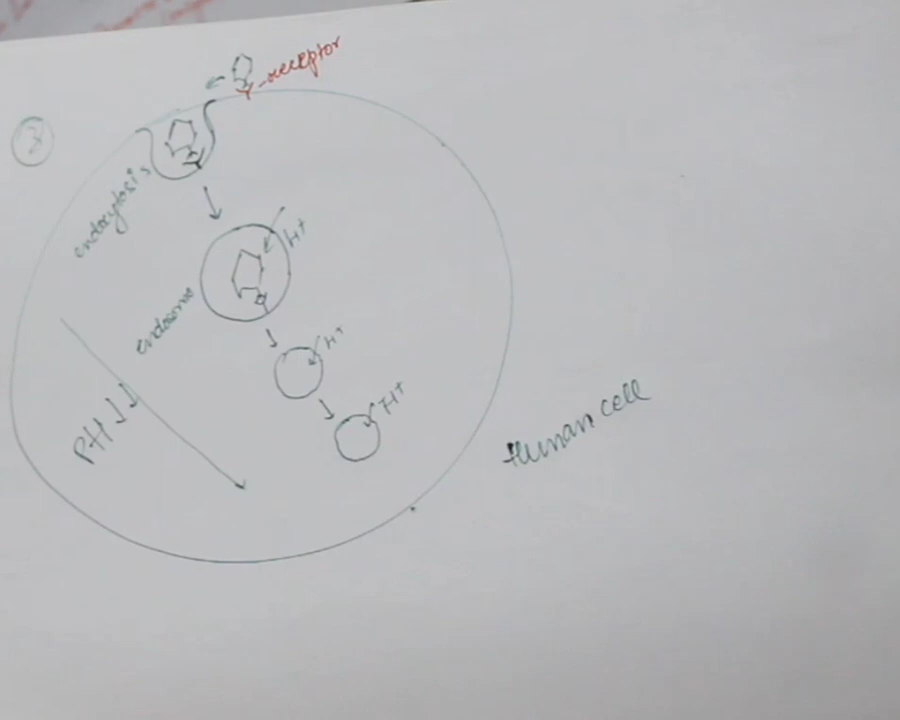 receptor
3
endocytosis
H+
endosome
H+
H+
PH ↓↓
Human cell